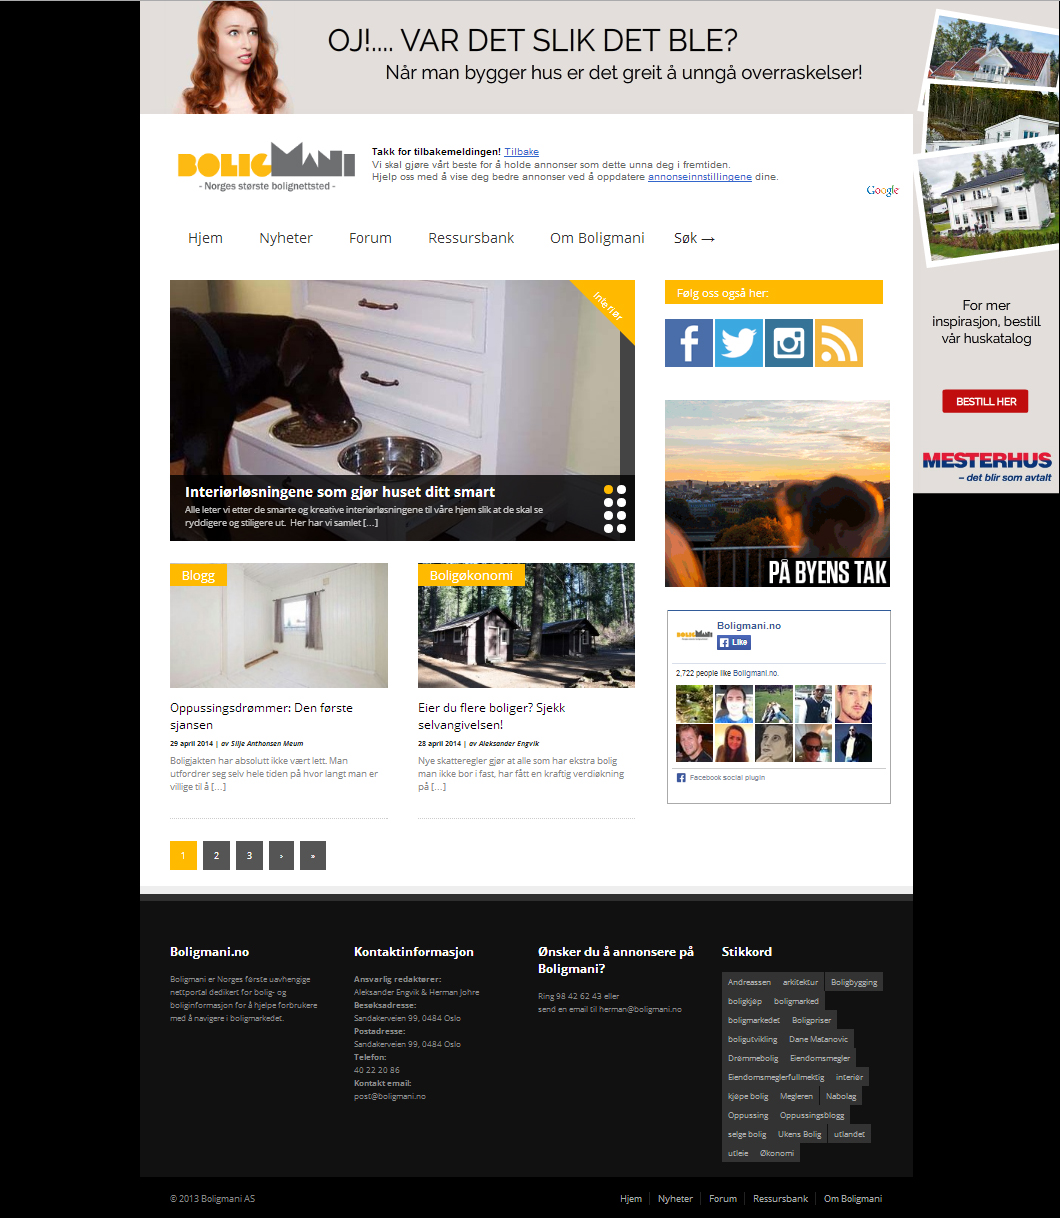 OJ!.... VAR DET SLIK DET BLE?
Når man bygger hus er det greit å unngå overraskelser!
BOLIGMANI
- Norges største bolignettsted -
Takk for tilbakemeldingen! Tilbake
Vi skal gjøre vårt beste for å holde annonser som dette unna deg i fremtiden.
Hjelp oss med å vise deg bedre annonser ved å oppdatere annonseinnstillingene dine.
Google
Hjem Nyheter Forum Ressursbank Om Boligmani Søk →
Interiør
Interiørløsningene som gjør huset ditt smart
Alle leter vi etter de smarte og kreative interiørløsningene til våre hjem slik at de skal se
ryddigere og stiligere ut. Her har vi samlet [...]
Følg oss også her:
For mer
inspirasjon, bestill
vår huskatalog
BESTILL HER
MESTERHUS
– det blir som avtalt
PÅ BYENS TAK
Blogg
Oppussingsdrømmer: Den første
sjansen
29 april 2014 | av Silje Anthonsen Meum
Boligjakten har absolutt ikke vært lett. Man
utfordrer seg selv hele tiden på hvor langt man er
villige til å [...]
Boligøkonomi
Eier du flere boliger? Sjekk
selvangivelsen!
28 april 2014 | av Aleksander Engvik
Nye skatteregler gjør at alle som har ekstra bolig
man ikke bor i fast, har fått en kraftig verdiøkning
på [...]
Boligmani.no
Like
2,722 people like Boligmani.no.
Facebook social plugin
1 2 3 › »
Boligmani.no
Boligmani er Norges første uavhengige
nettportal dedikert for bolig- og
boliginformasjon for å hjelpe forbrukere
med å navigere i boligmarkedet.
Kontaktinformasjon
Ansvarlig redaktører:
Aleksander Engvik & Herman Johre
Besøksadresse:
Sandakerveien 99, 0484 Oslo
Postadresse:
Sandakerveien 99, 0484 Oslo
Telefon:
40 22 20 86
Kontakt email:
post@boligmani.no
Ønsker du å annonsere på
Boligmani?
Ring 98 42 62 43 eller
send en email til herman@boligmani.no
Stikkord
Andreassen arkitektur Boligbygging
boligkjøp boligmarked
boligmarkedet Boligpriser
boligutvikling Dane Matanovic
Drømmebolig Eiendomsmegler
Eiendomsmeglerfullmektig interiør
kjøpe bolig Megleren Nabolag
Oppussing Oppussingsblogg
selge bolig Ukens Bolig utlandet
utleie Økonomi
© 2013 Boligmani AS
Hjem Nyheter Forum Ressursbank Om Boligmani